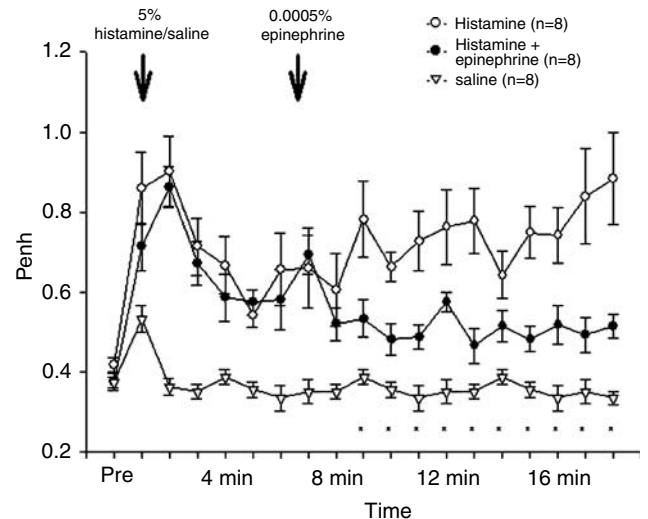 5%
histamine/saline
0.0005%
epinephrine
Histamine (n=8)
Histamine +
epinephrine (n=8)
saline (n=8)
1.2
1.0
0.8
0.6
0.4
0.2
Penh
* * * * * * * * * *
Pre 4 min 8 min 12 min 16 min
Time